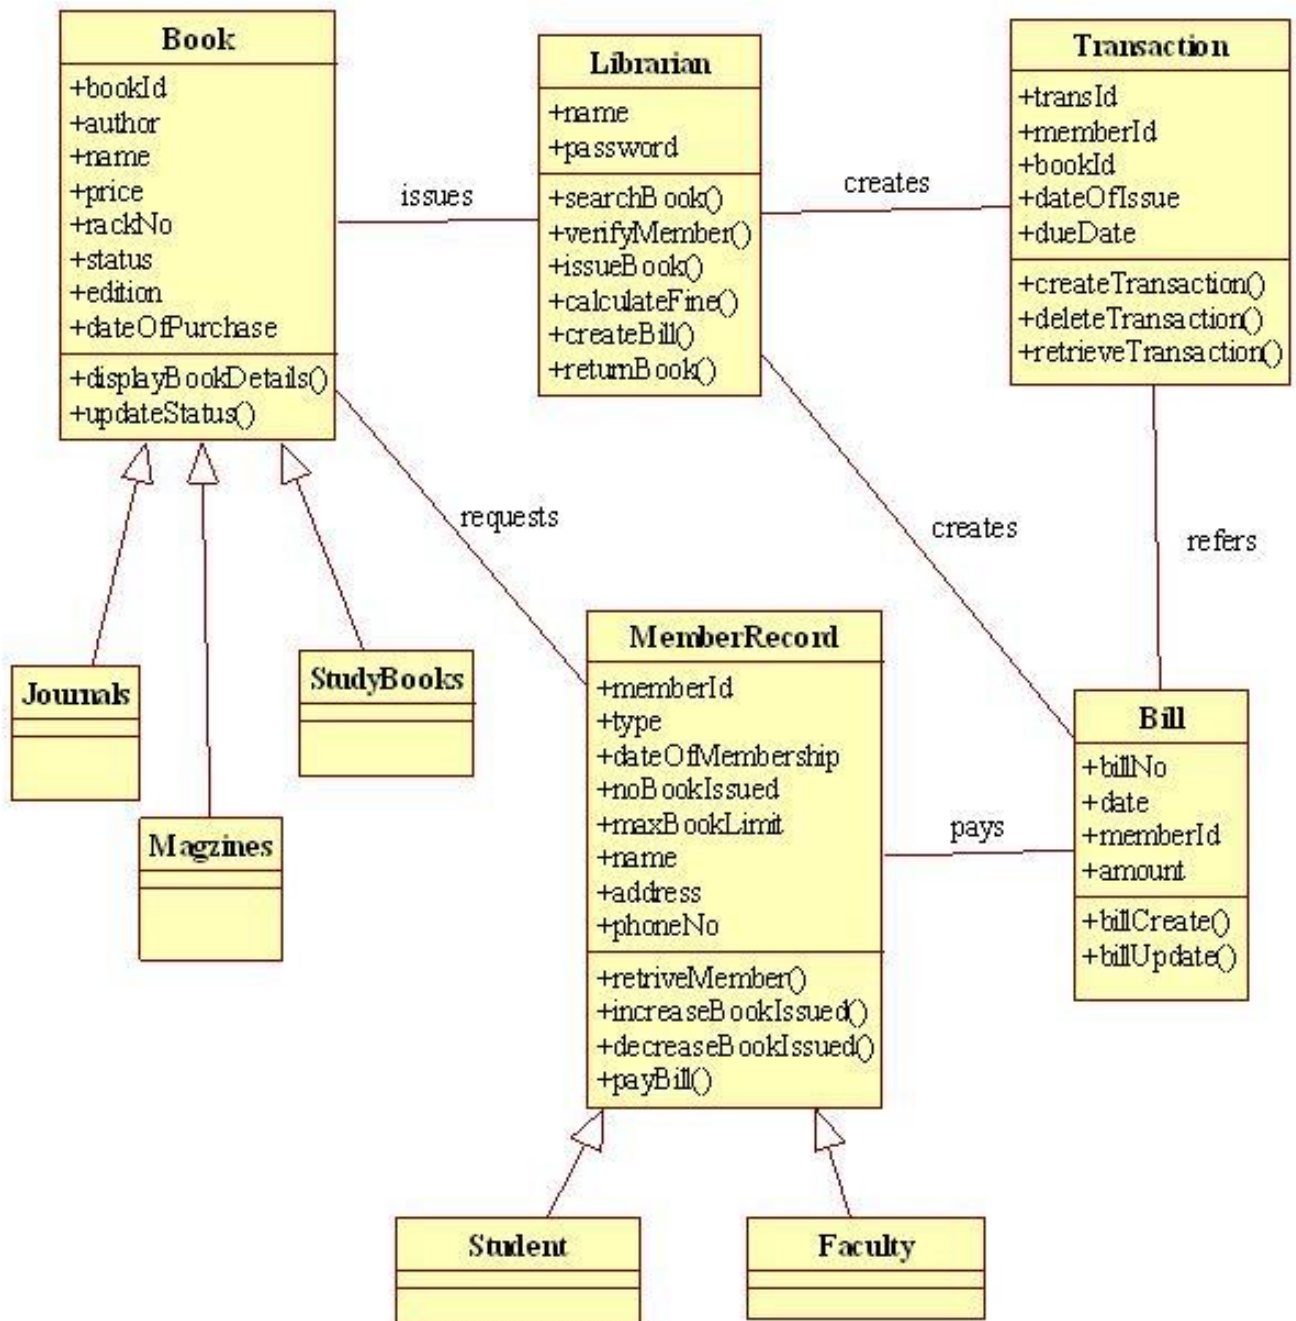 Book
+bookId
+author
+name
+price
+rackNo
+status
+edition
+dateOfPurchase
+displayBookDetails()
+updateStatus()
issues
Librarian
+name
+password
+searchBook()
+verifyMember()
+issueBook()
+calculateFine()
+createBill()
+returnBook()
creates
Transaction
+transId
+memberId
+bookId
+dateOfIssue
+dueDate
+createTransaction()
+deleteTransaction()
+retrieveTransaction()
requests
creates
refers
Journals
Magzines
StudyBooks
MemberRecord
+memberId
+type
+dateOfMembership
+noBookIssued
+maxBookLimit
+name
+address
+phoneNo
+retriveMember()
+increaseBookIssued()
+decreaseBookIssued()
+payBill()
pays
Bill
+billNo
+date
+memberId
+amount
+billCreate()
+billUpdate()
Student
Faculty